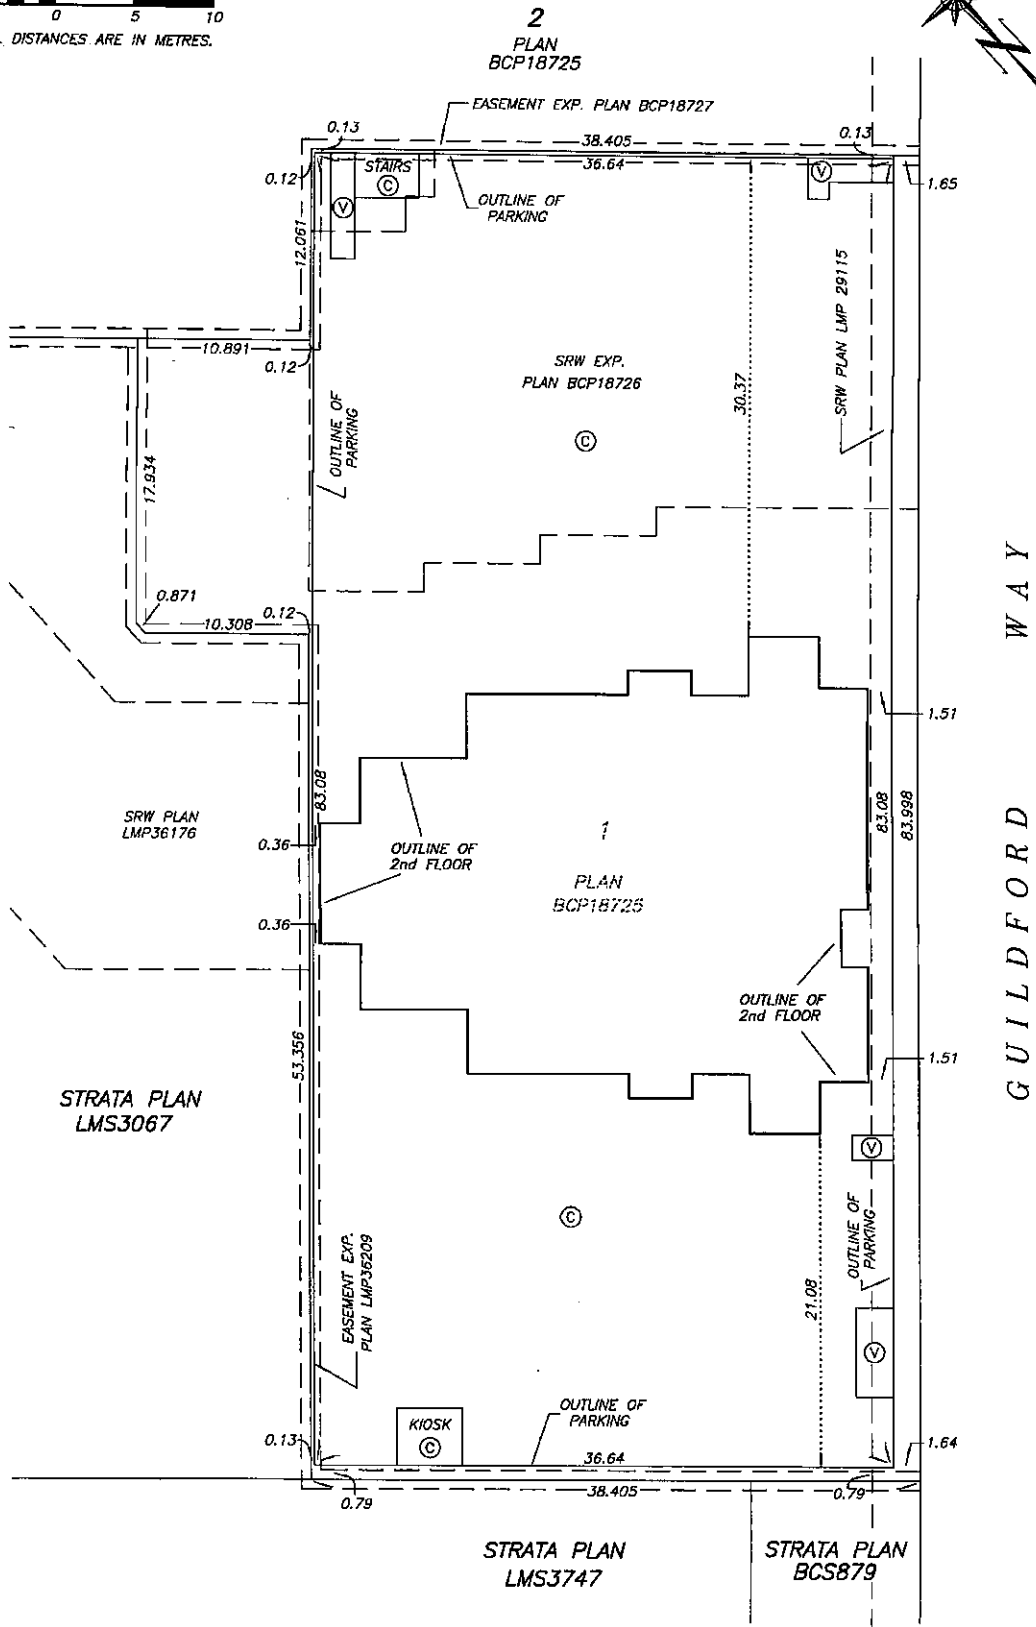 0 5 10
DISTANCES ARE IN METRES.
2
PLAN
BCP18725
EASEMENT EXP. PLAN BCP18727
0.13
38.405
0.13
36.64
STAIRS
C
0.12
V
V
1.65
OUTLINE OF
PARKING
12.061
10.891
0.12
SRW EXP.
PLAN BCP18726
C
30.37
SRW PLAN LMP 29115
OUTLINE OF
PARKING
17.934
0.871
0.12
10.308
WAY
1.51
83.08
83.08
83.998
SRW PLAN
LMP36176
0.36
OUTLINE OF
2nd FLOOR
1
PLAN
BCP18725
GUILDFORD
0.36
OUTLINE OF
2nd FLOOR
53.356
1.51
STRATA PLAN
LMS3067
V
C
OUTLINE OF
PARKING
EASEMENT EXP.
PLAN LMP36209
21.08
V
OUTLINE OF
PARKING
KIOSK
C
0.13
36.64
1.64
0.79
38.405
0.79
STRATA PLAN
LMS3747
STRATA PLAN
BCS879